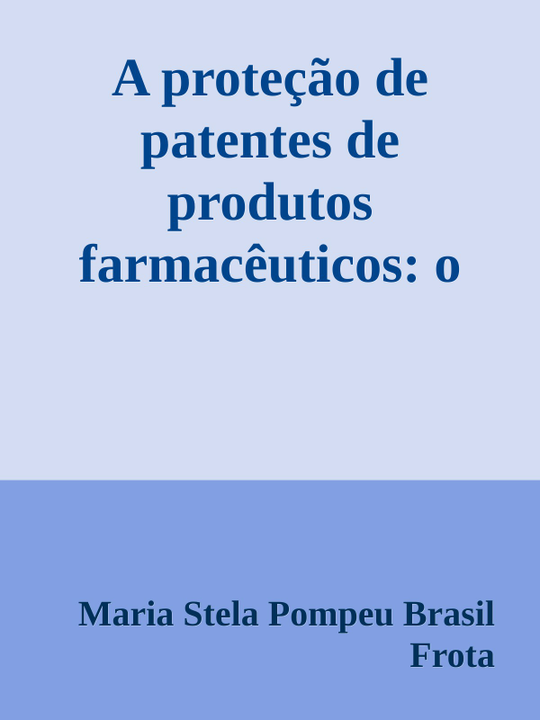 A proteção de
patentes de
produtos
farmacêuticos: o
Maria Stela Pompeu Brasil
Frota